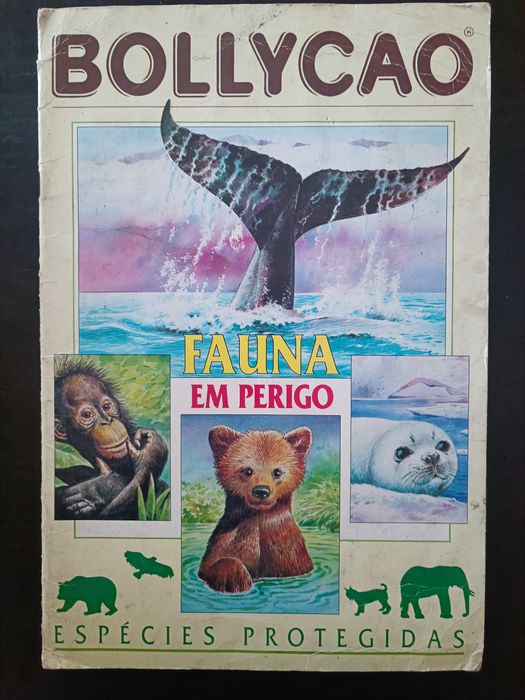 BOLLYCAO
FAUNA
EM PERIGO
ESPÉCIES PROTEGIDAS